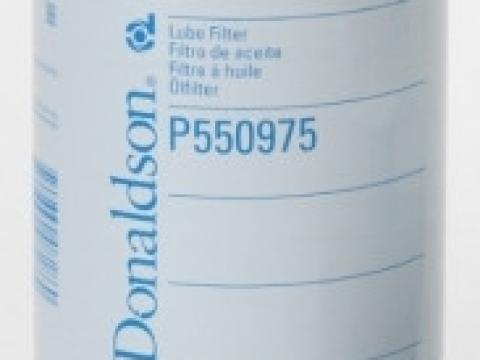 Donaldson®
Lube Filter
Filtro de aceite
Filtre à huile
Ölfilter
P550975